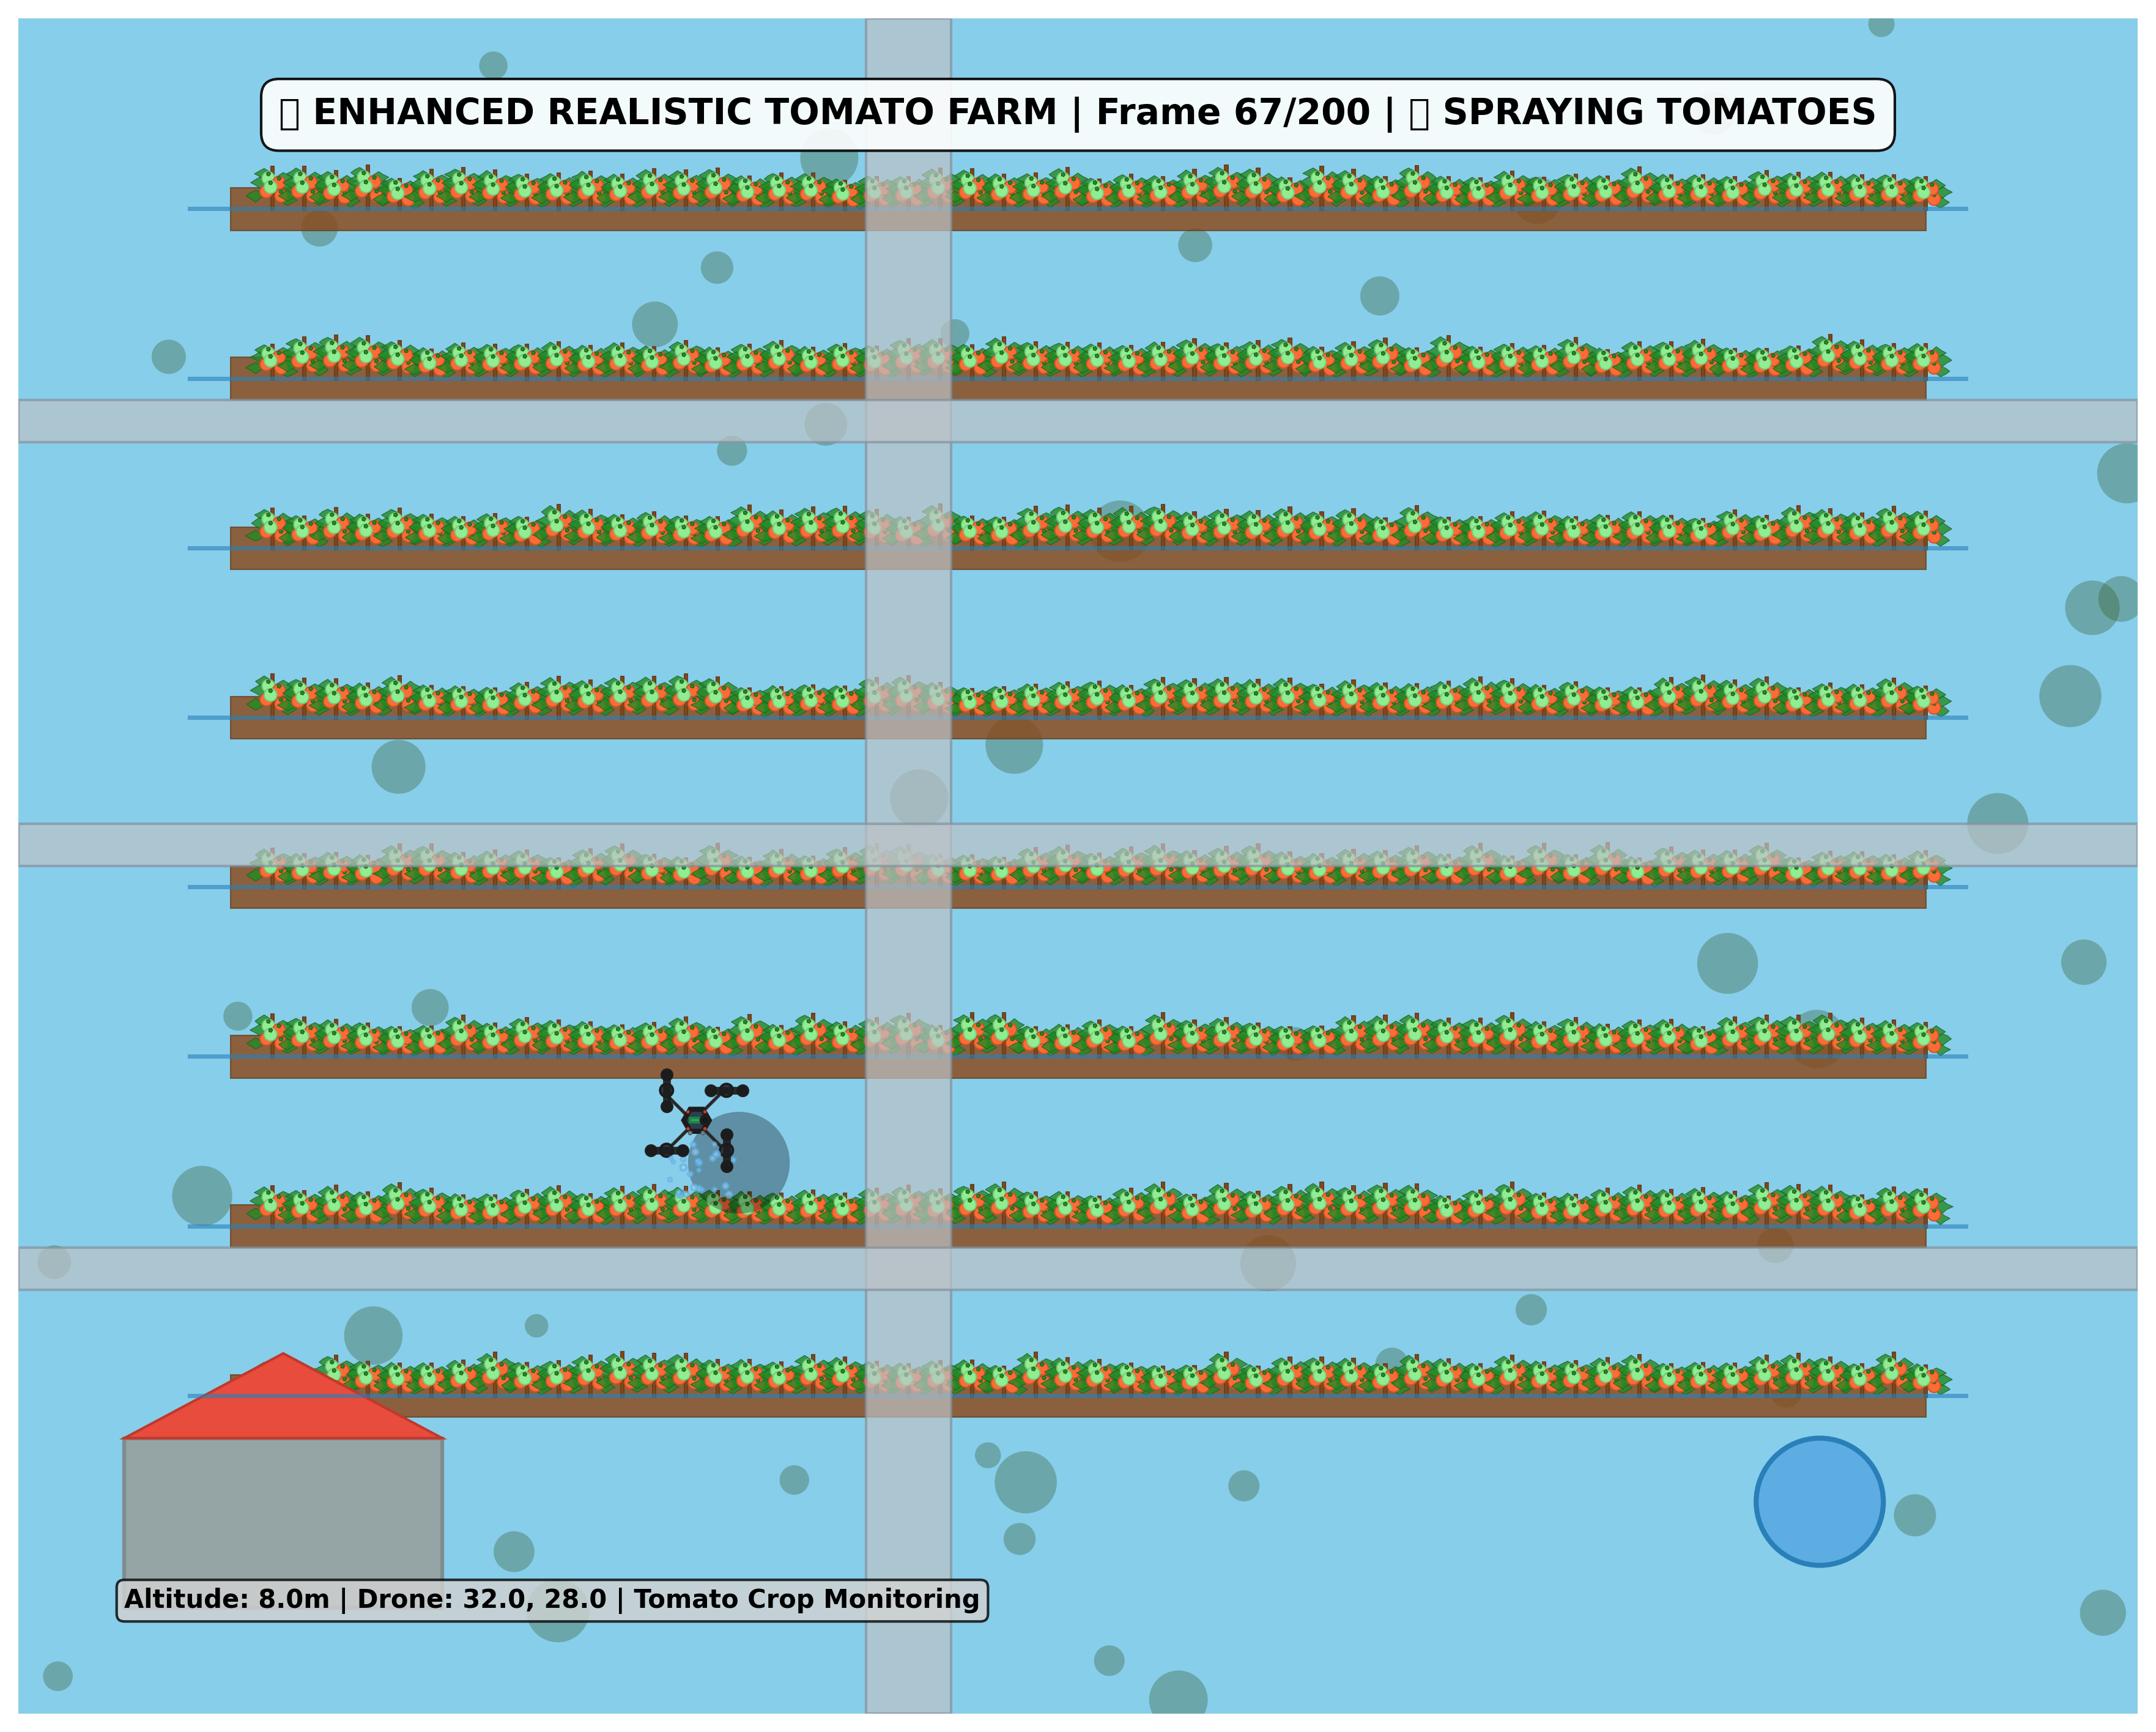 ENHANCED REALISTIC TOMATO FARM | Frame 67/200 | SPRAYING TOMATOES
Altitude: 8.0m | Drone: 32.0, 28.0 | Tomato Crop Monitoring